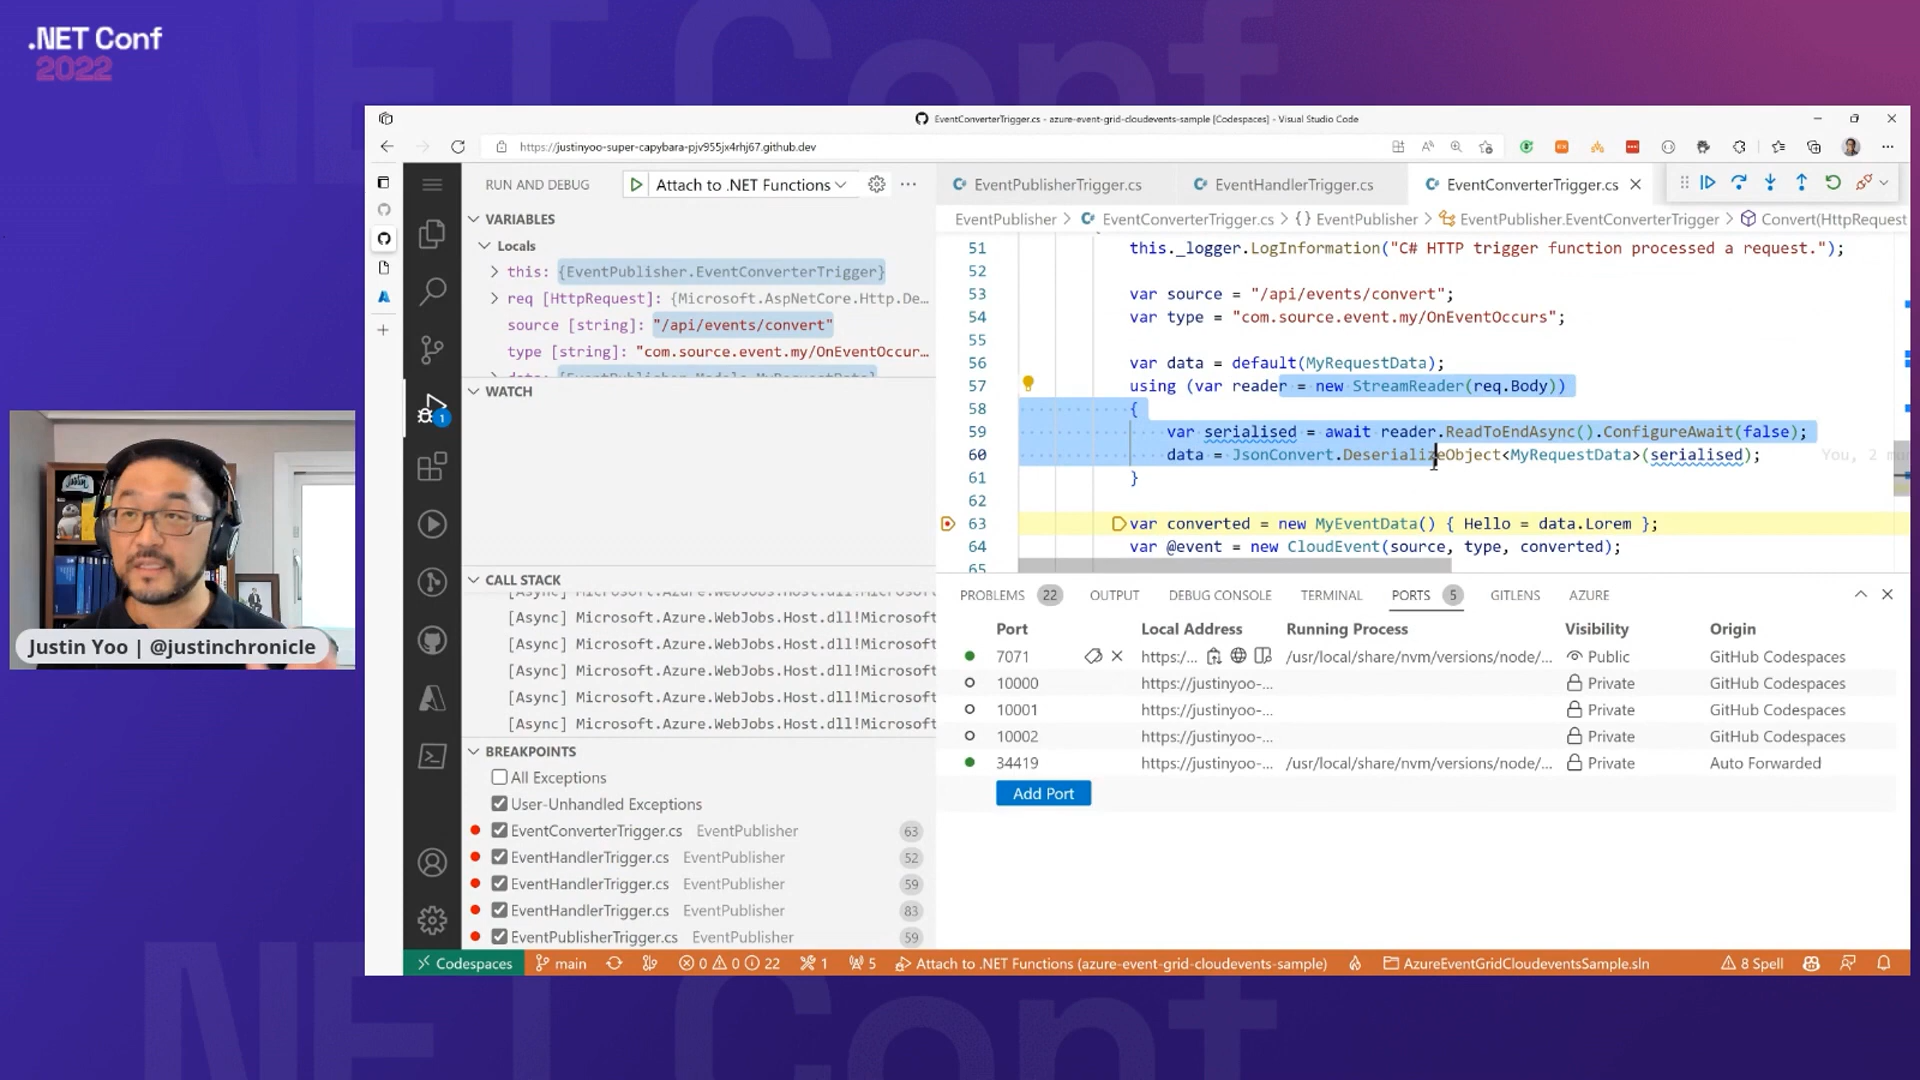 .NET Conf
2022
EventConverterTrigger.cs - azure-event-grid-cloudevents-sample [Codespaces] - Visual Studio Code
https://justinyoo-super-capybara-pjv955jx4rhj67.github.dev
RUN AND DEBUG
Attach to .NET Functions
VARIABLES
Locals
this: {EventPublisher.EventConverterTrigger}
req [HttpRequest]: {Microsoft.AspNetCore.Http.De…
source [string]: "/api/events/convert"
type [string]: "com.source.event.my/OnEventOccur…
data: {EventPublisher.Models.MyRequestData}
WATCH
CALL STACK
[Async] Microsoft.Azure.WebJobs.Host.dll!Microsoft
[Async] Microsoft.Azure.WebJobs.Host.dll!Microsoft
[Async] Microsoft.Azure.WebJobs.Host.dll!Microsoft
[Async] Microsoft.Azure.WebJobs.Host.dll!Microsoft
[Async] Microsoft.Azure.WebJobs.Host.dll!Microsoft
BREAKPOINTS
All Exceptions
User-Unhandled Exceptions
EventConverterTrigger.cs EventPublisher 63
EventHandlerTrigger.cs EventPublisher 52
EventHandlerTrigger.cs EventPublisher 59
EventHandlerTrigger.cs EventPublisher 83
EventPublisherTrigger.cs EventPublisher 59
EventPublisherTrigger.cs
EventHandlerTrigger.cs
EventConverterTrigger.cs
EventPublisher > EventConverterTrigger.cs > {} EventPublisher > EventPublisher.EventConverterTrigger > Convert(HttpRequest
51 this._logger.LogInformation("C# HTTP trigger function processed a request.");
52
53 var source = "/api/events/convert";
54 var type = "com.source.event.my/OnEventOccurs";
55
56 var data = default(MyRequestData);
57 using (var reader = new StreamReader(req.Body))
58 {
59 var serialised = await reader.ReadToEndAsync().ConfigureAwait(false);
60 data = JsonConvert.DeserializeObject<MyRequestData>(serialised); You, 2
61 }
62
63 var converted = new MyEventData() { Hello = data.Lorem };
64 var @event = new CloudEvent(source, type, converted);
65
PROBLEMS 22 OUTPUT DEBUG CONSOLE TERMINAL PORTS 5 GITLENS AZURE
Port Local Address Running Process Visibility Origin
7071 https:/... /usr/local/share/nvm/versions/node/... Public GitHub Codespaces
10000 https://justinyoo-... Private GitHub Codespaces
10001 https://justinyoo-... Private GitHub Codespaces
10002 https://justinyoo-... Private GitHub Codespaces
34419 https://justinyoo-... /usr/local/share/nvm/versions/node/... Private Auto Forwarded
Add Port
Justin Yoo | @justinchronicle
Codespaces main 0 0 22 1 5 Attach to .NET Functions (azure-event-grid-cloudevents-sample) AzureEventGridCloudeventsSample.sln 8 Spell